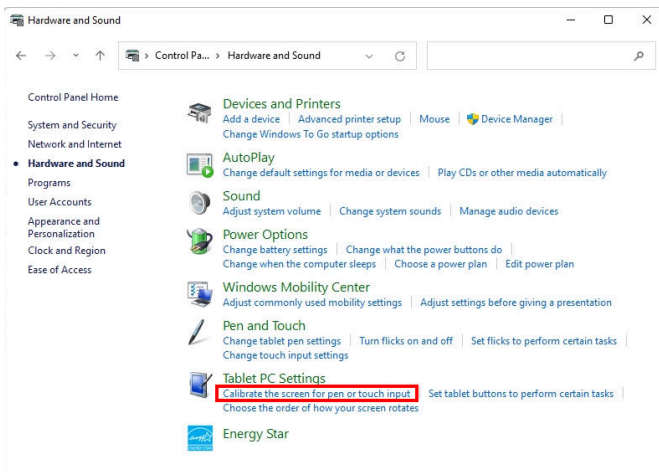 Hardware and Sound
Control Pa... > Hardware and Sound
Control Panel Home
System and Security
Network and Internet
Hardware and Sound
Programs
User Accounts
Appearance and
Personalization
Clock and Region
Ease of Access
Devices and Printers
Add a device | Advanced printer setup | Mouse | Device Manager |
Change Windows To Go startup options
AutoPlay
Change default settings for media or devices | Play CDs or other media automatically
Sound
Adjust system volume | Change system sounds | Manage audio devices
Power Options
Change battery settings | Change what the power buttons do |
Change when the computer sleeps | Choose a power plan | Edit power plan
Windows Mobility Center
Adjust commonly used mobility settings | Adjust settings before giving a presentation
Pen and Touch
Change tablet pen settings | Turn flicks on and off | Set flicks to perform certain tasks |
Change touch input settings
Tablet PC Settings
Calibrate the screen for pen or touch input | Set tablet buttons to perform certain tasks |
Choose the order of how your screen rotates
Energy Star